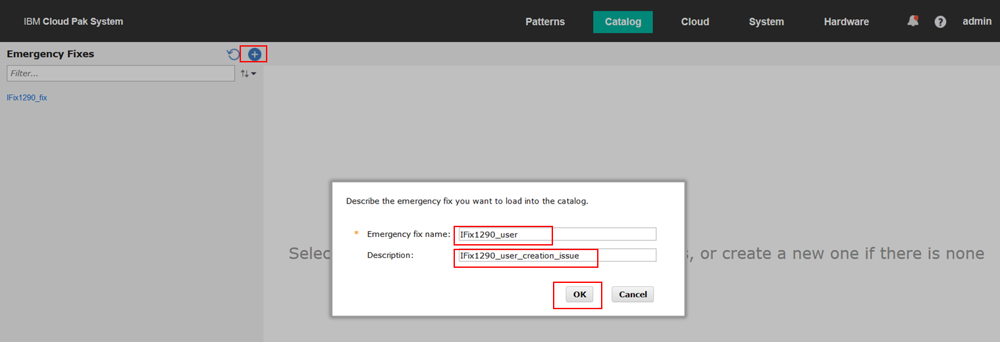 IBM Cloud Pak System
Patterns
Catalog
Cloud
System
Hardware
?
admin
Emergency Fixes
Filter...
IFix1290_fix
Describe the emergency fix you want to load into the catalog.
* Emergency fix name: IFix1290_user
Description: IFix1290_user_creation_issue
, or create a new one if there is none
OK
Cancel